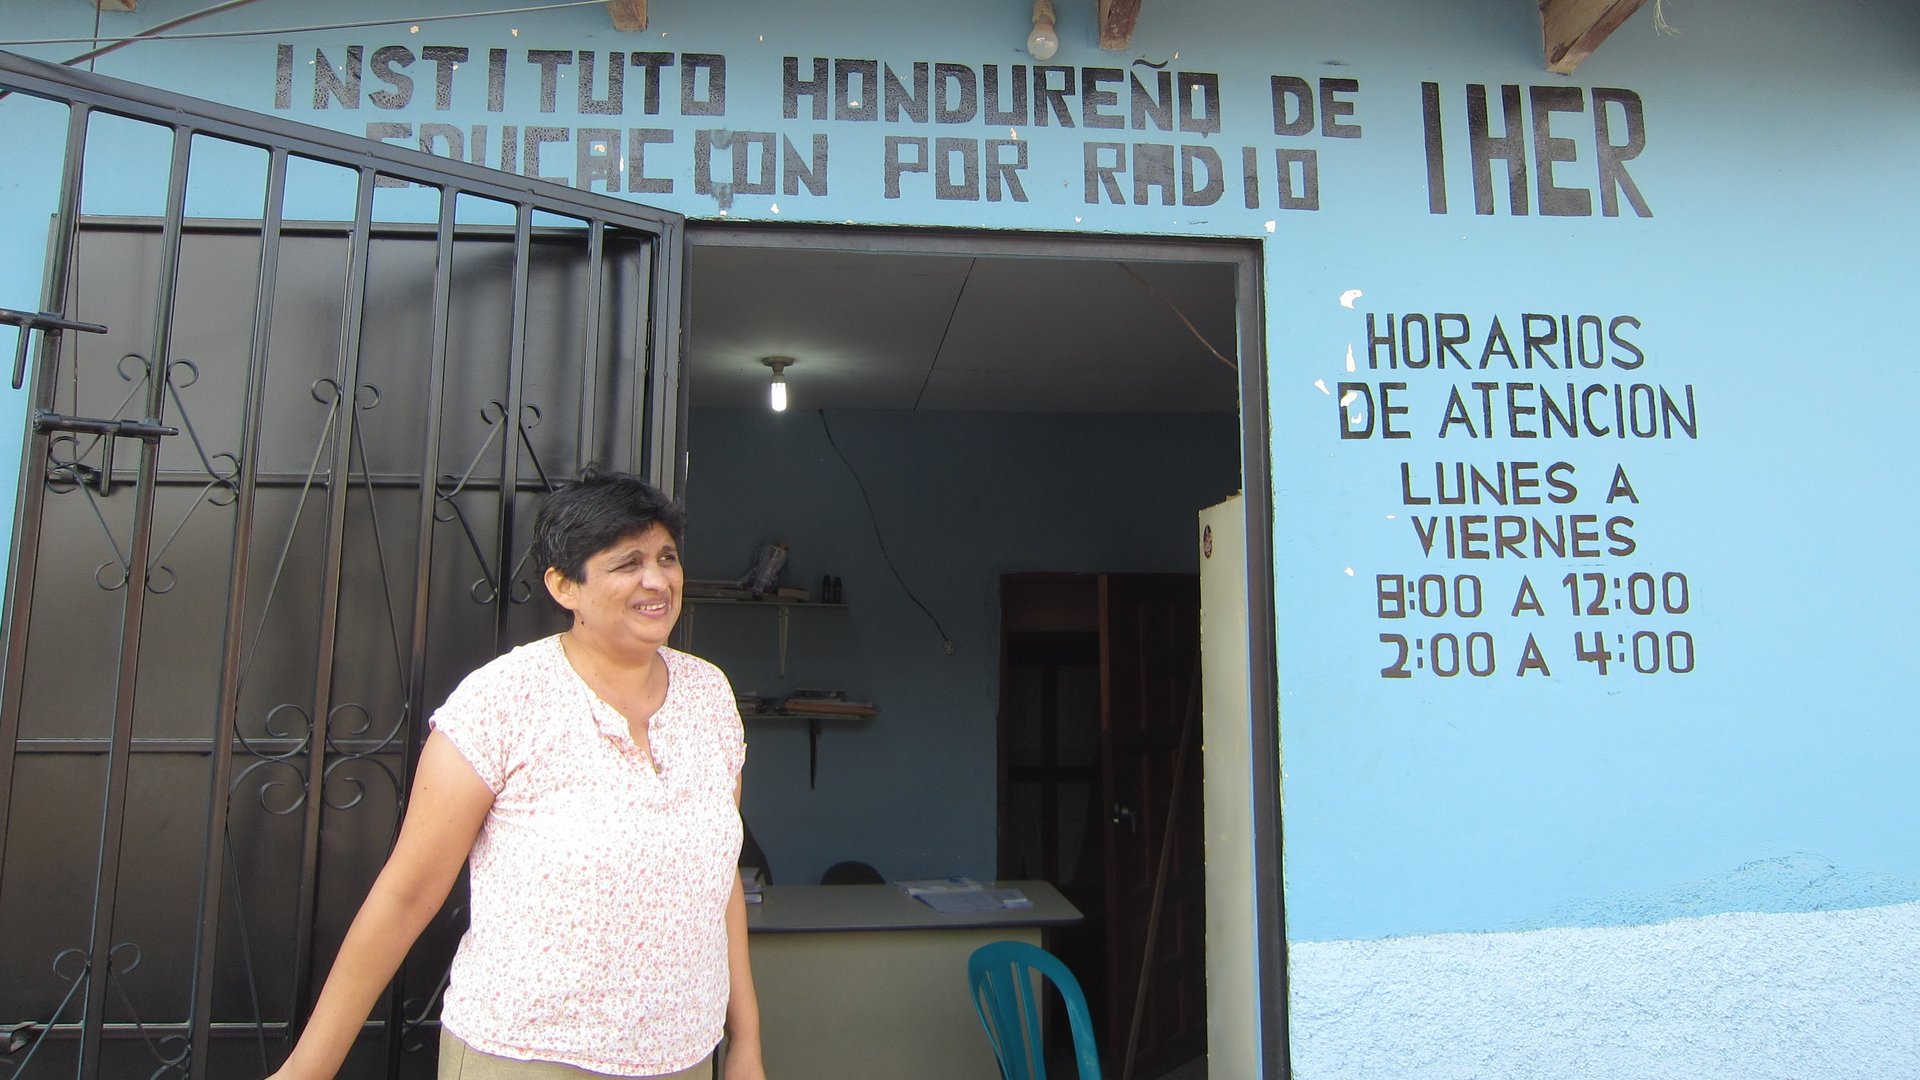 INSTITUTO HONDUREÑO DE
EDUCACION POR RADIO
IHER
HORARIOS
DE ATENCION
LUNES A
VIERNES
8:00 A 12:00
2:00 A 4:00